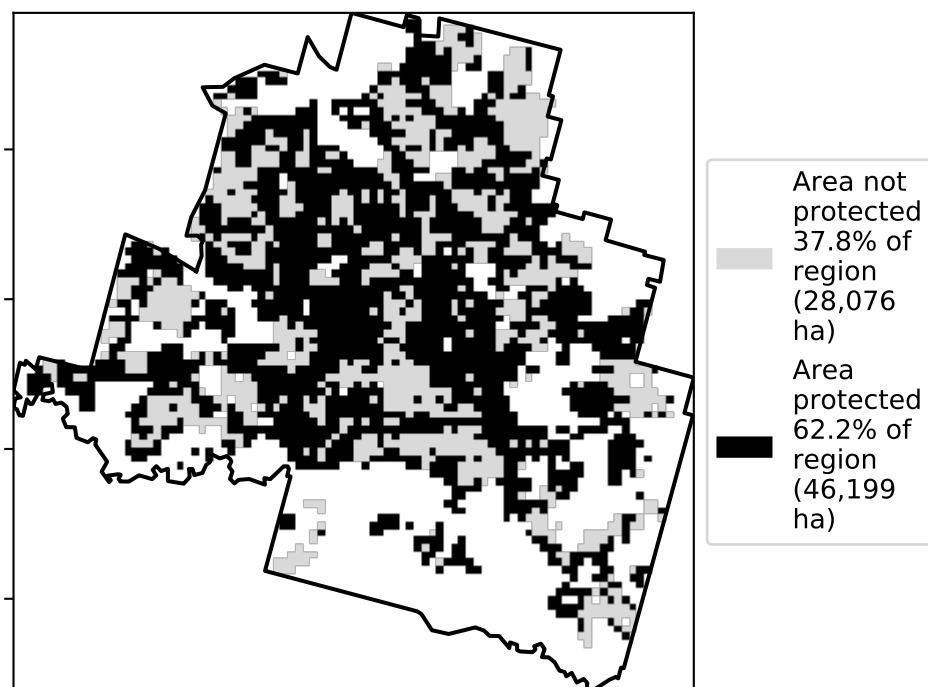 Area not
protected
37.8% of
region
(28,076
ha)
Area
protected
62.2% of
region
(46,199
ha)